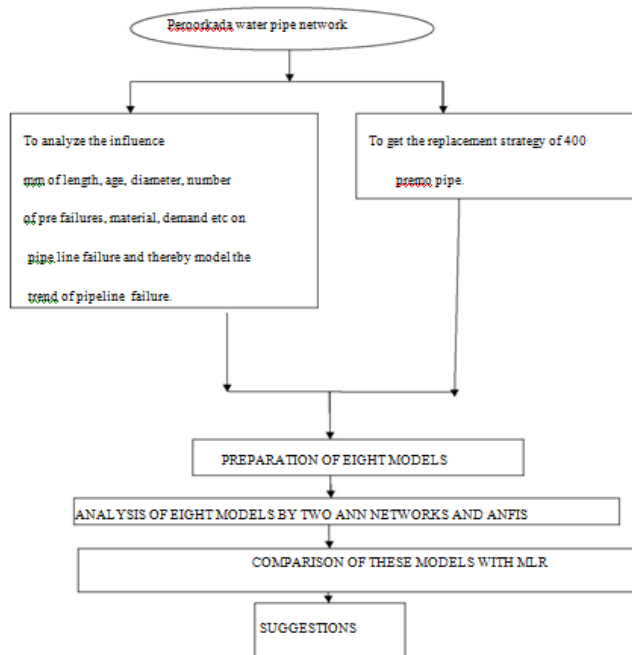 Peroorkada water pipe network
To analyze the influence
mm of length, age, diameter, number
of pre failures, material, demand etc on
pipe line failure and thereby model the
trend of pipeline failure.
To get the replacement strategy of 400
premo pipe.
PREPARATION OF EIGHT MODELS
ANALYSIS OF EIGHT MODELS BY TWO ANN NETWORKS AND ANFIS
COMPARISON OF THESE MODELS WITH MLR
SUGGESTIONS